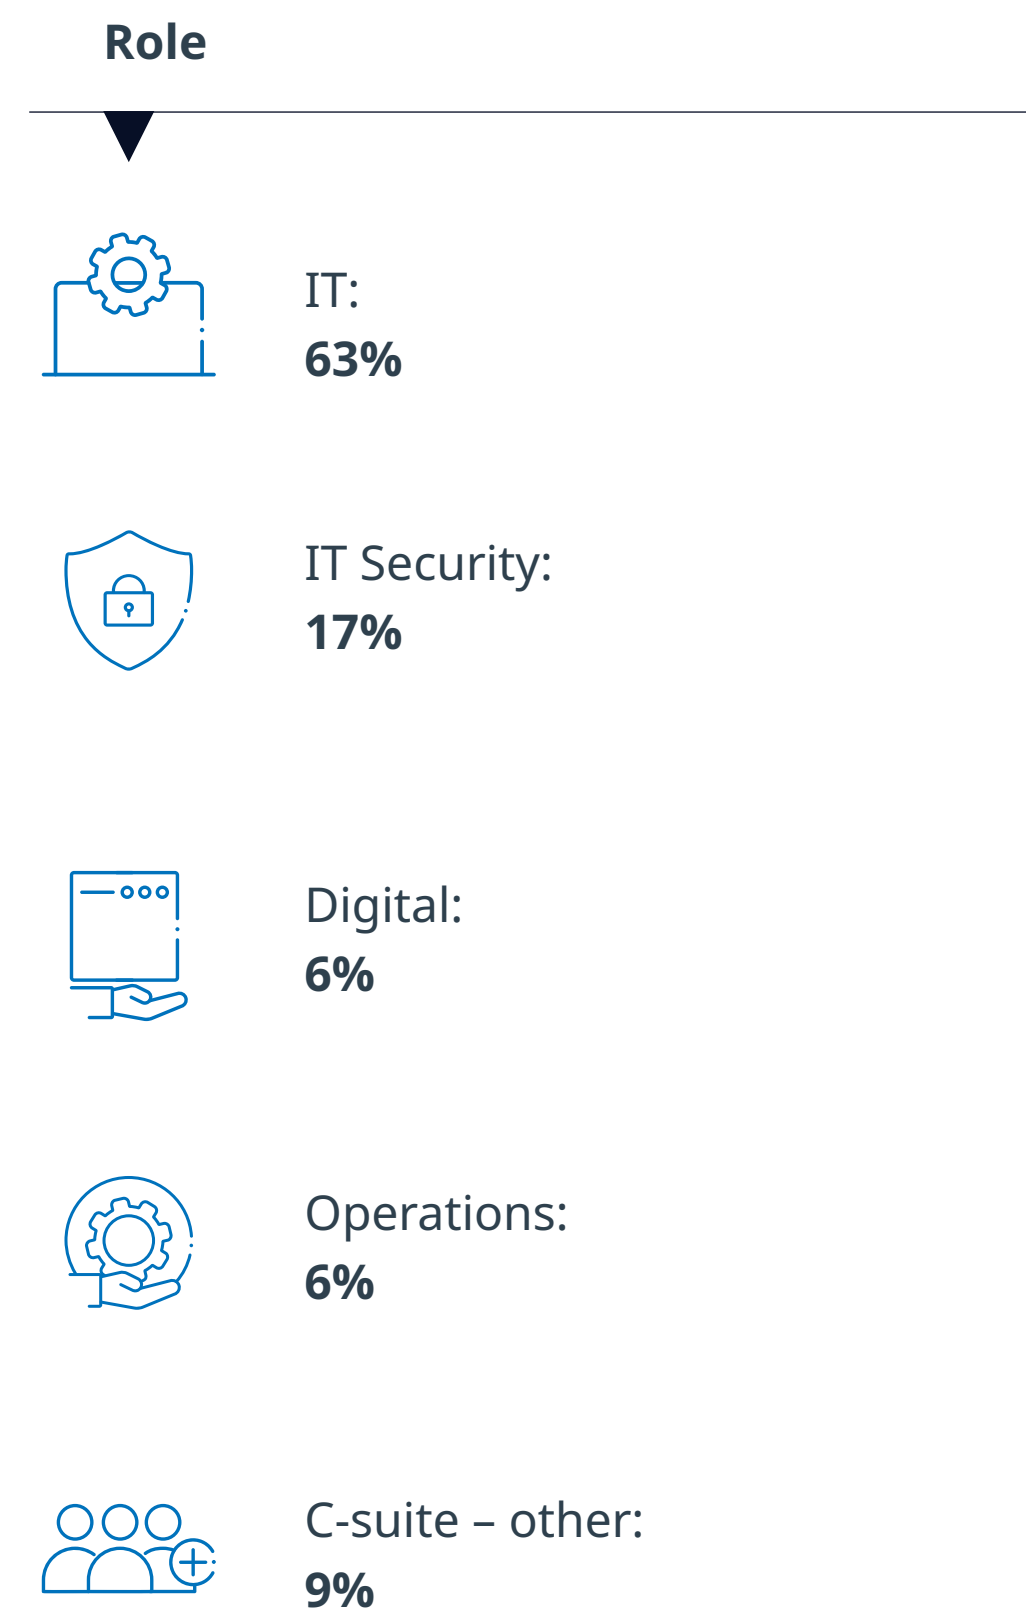 Role
IT:
63%
IT Security:
17%
Digital:
6%
Operations:
6%
C-suite – other:
9%